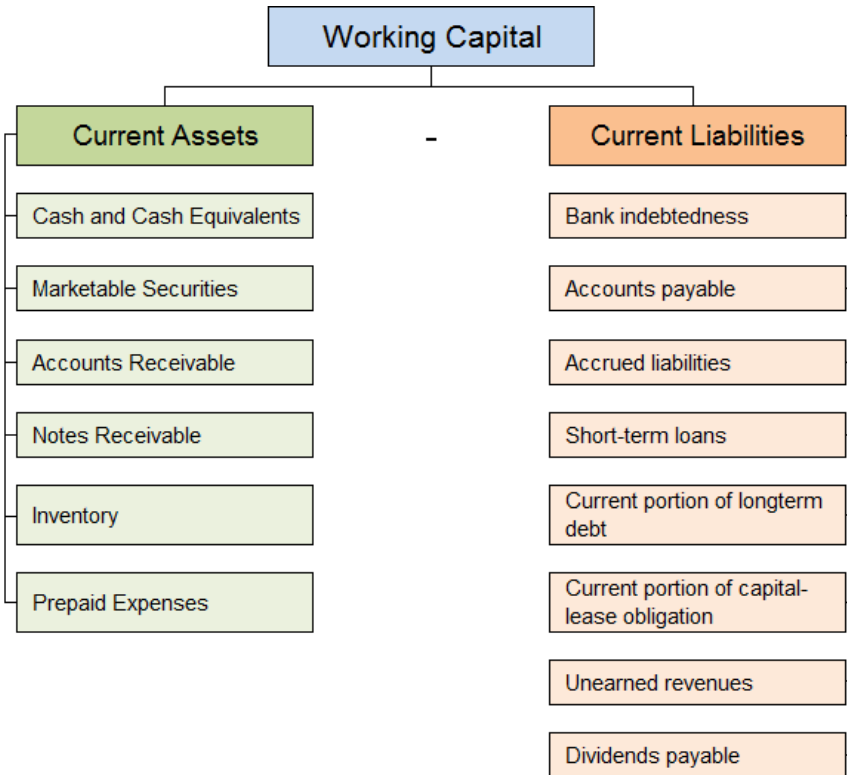 Working Capital
Current Assets
-
Current Liabilities
Cash and Cash Equivalents
Marketable Securities
Accounts Receivable
Notes Receivable
Inventory
Prepaid Expenses
Bank indebtedness
Accounts payable
Accrued liabilities
Short-term loans
Current portion of longterm
debt
Current portion of capital-
lease obligation
Unearned revenues
Dividends payable